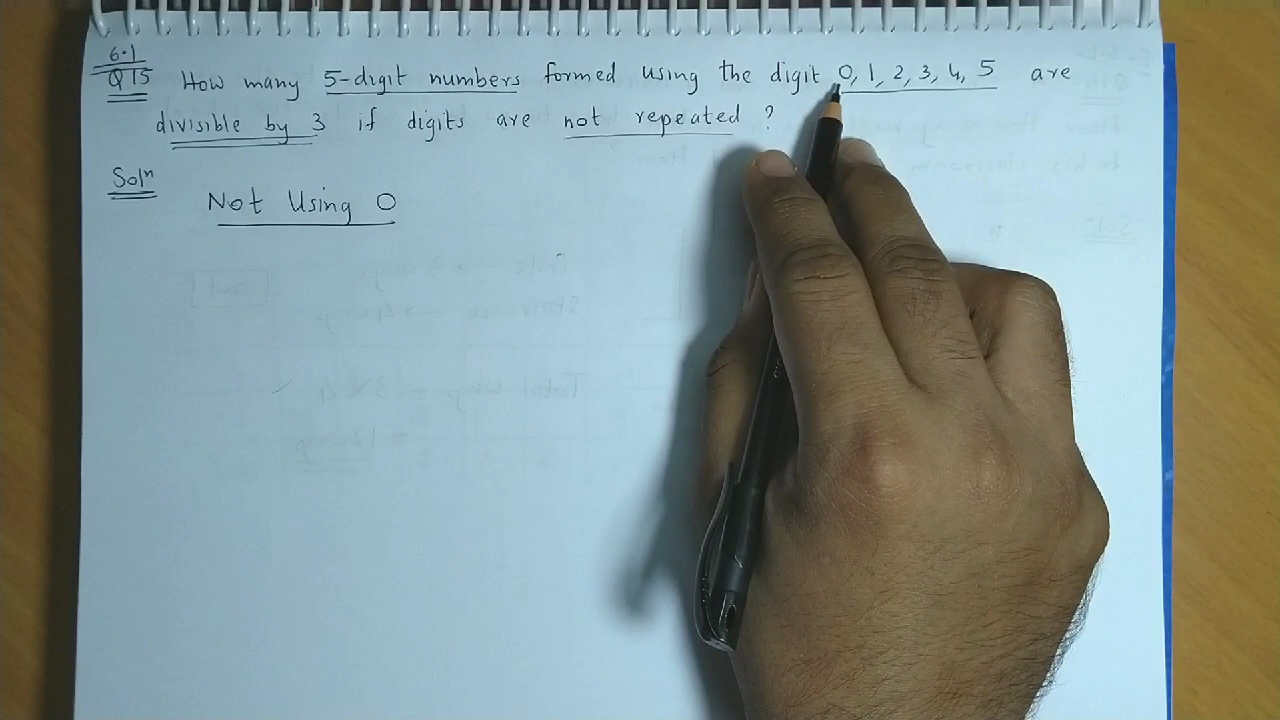 6.1
Q 15 How many 5-digit numbers formed using the digit 0, 1, 2, 3, 4, 5 are
divisible by 3 if digits are not repeated ?
Solⁿ
Not Using 0